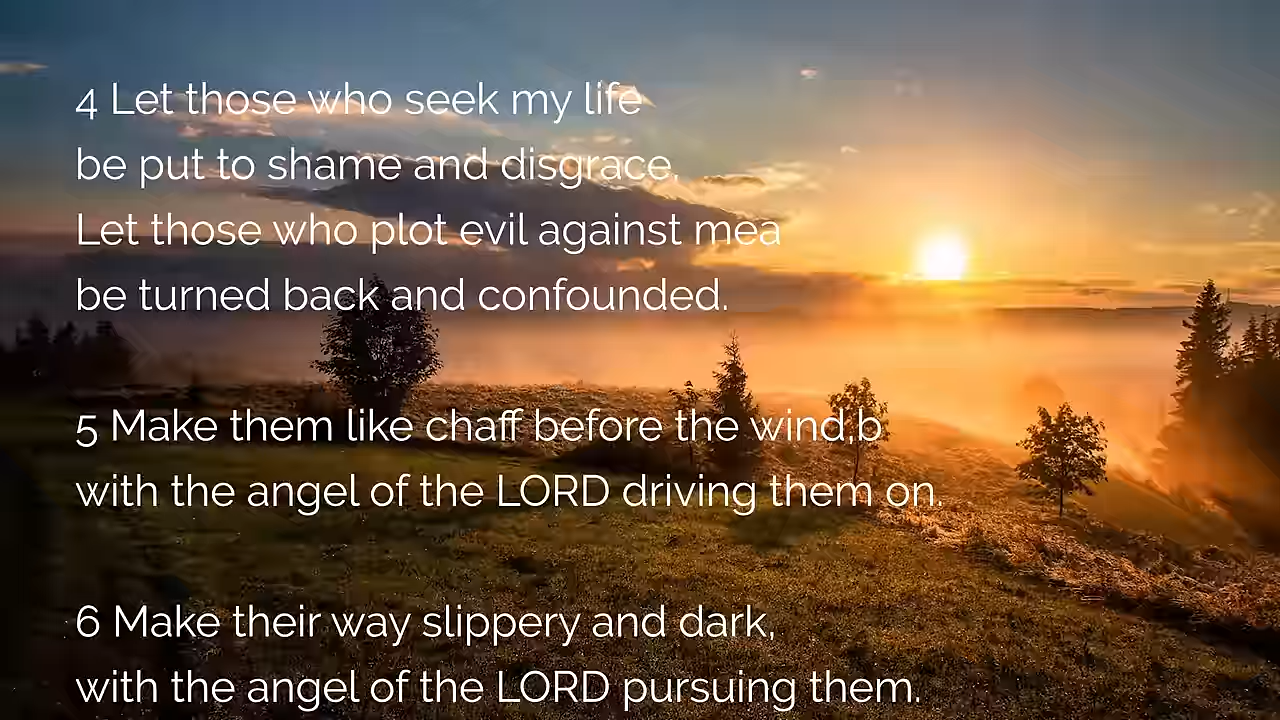 4 Let those who seek my life
be put to shame and disgrace,
Let those who plot evil against mea
be turned back and confounded.
5 Make them like chaff before the wind,b
with the angel of the LORD driving them on.
6 Make their way slippery and dark,
with the angel of the LORD pursuing them.